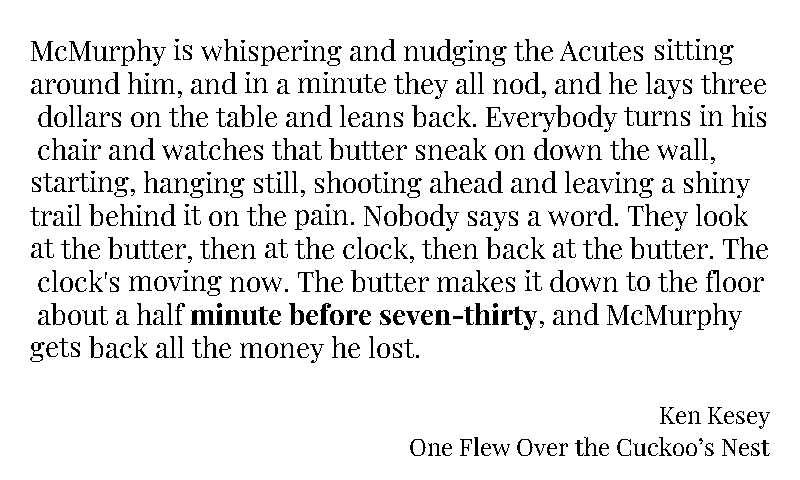 McMurphy is whispering and nudging the Acutes sitting
around him, and in a minute they all nod, and he lays three
dollars on the table and leans back. Everybody turns in his
chair and watches that butter sneak on down the wall,
starting, hanging still, shooting ahead and leaving a shiny
trail behind it on the pain. Nobody says a word. They look
at the butter, then at the clock, then back at the butter. The
clock's moving now. The butter makes it down to the floor
about a half minute before seven-thirty, and McMurphy
gets back all the money he lost.
Ken Kesey
One Flew Over the Cuckoo’s Nest